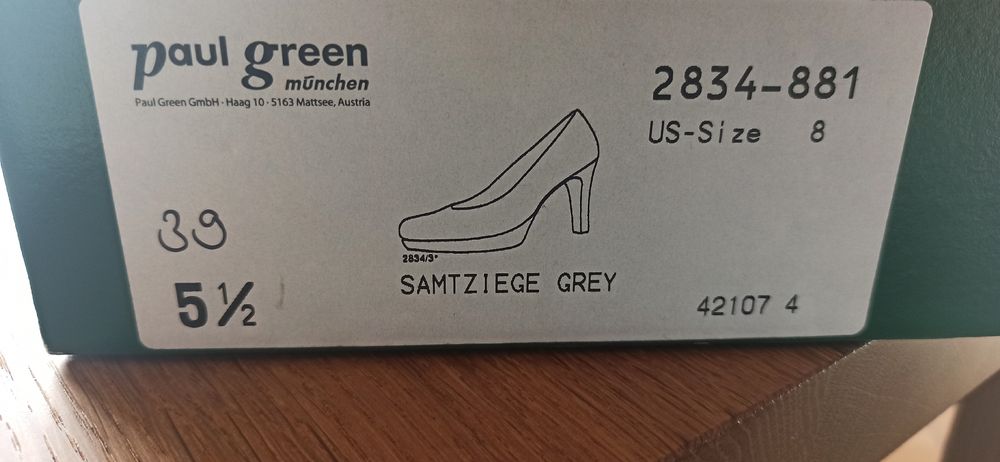 paul green
münchen
Paul Green GmbH · Haag 10 · 5163 Mattsee, Austria
2834-881
US-Size 8
39
5½
2834/3*
SAMTZIEGE GREY
42107 4